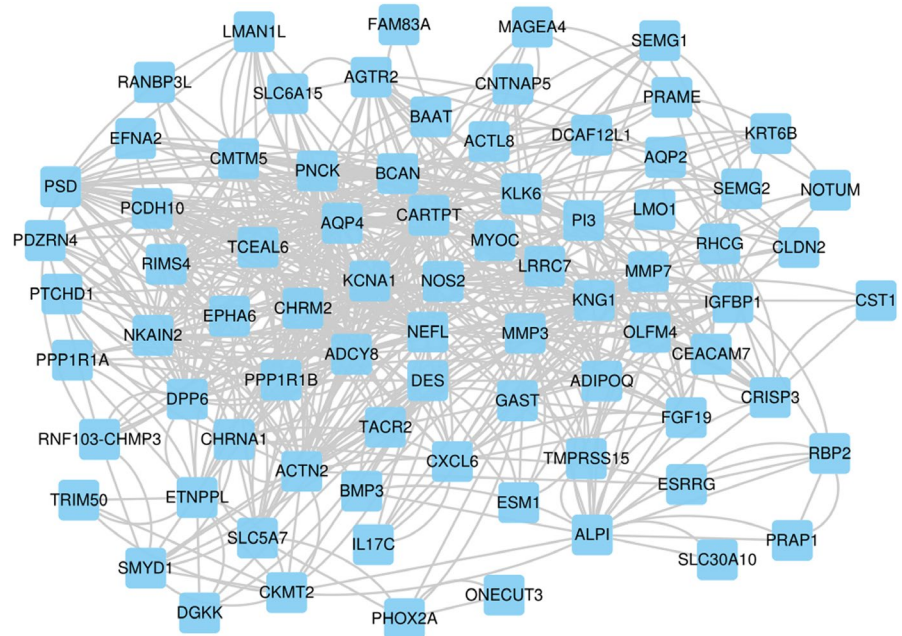 FAM83A
LMAN1L
MAGEA4
SEMG1
RANBP3L
SLC6A15
AGTR2
CNTNAP5
PRAME
BAAT
EFNA2
ACTL8
DCAF12L1
KRT6B
CMTM5
PNCK
BCAN
AQP2
PSD
KLK6
SEMG2
NOTUM
PCDH10
AQP4
CARTPT
PI3
LMO1
PDZRN4
TCEAL6
MYOC
RHCG
CLDN2
RIMS4
LRRC7
MMP7
PTCHD1
KCNA1
NOS2
KNG1
IGFBP1
CST1
EPHA6
CHRM2
NKAIN2
NEFL
MMP3
OLFM4
PPP1R1A
ADCY8
CEACAM7
PPP1R1B
DES
ADIPOQ
DPP6
GAST
CRISP3
FGF19
RNF103-CHMP3
CHRNA1
TACR2
ACTN2
CXCL6
TMPRSS15
RBP2
TRIM50
ETNPPL
BMP3
ESM1
ESRRG
SLC5A7
IL17C
ALPI
PRAP1
SMYD1
SLC30A10
CKMT2
ONECUT3
DGKK
PHOX2A